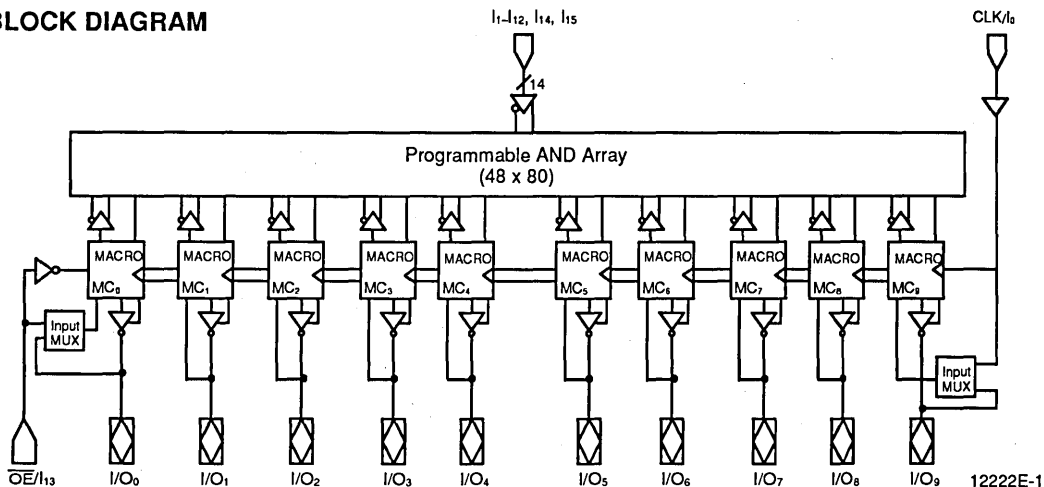 BLOCK DIAGRAM
I₁–I₁₂, I₁₄, I₁₅
CLK/I₀
14
Programmable AND Array
(48 x 80)
MACRO MACRO MACRO MACRO MACRO MACRO MACRO MACRO MACRO MACRO
MC₀ MC₁ MC₂ MC₃ MC₄ MC₅ MC₆ MC₇ MC₈ MC₉
Input
MUX
Input
MUX
O̅E̅/I₁₃ I/O₀ I/O₁ I/O₂ I/O₃ I/O₄ I/O₅ I/O₆ I/O₇ I/O₈ I/O₉ 12222E-1